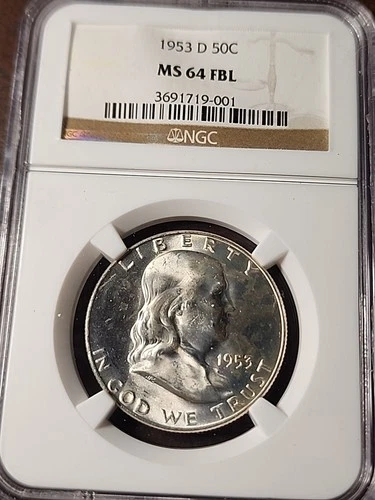 1953 D 50C
MS 64 FBL
3691719-001
NGC
LIBERTY
1953
IN GOD WE TRUST